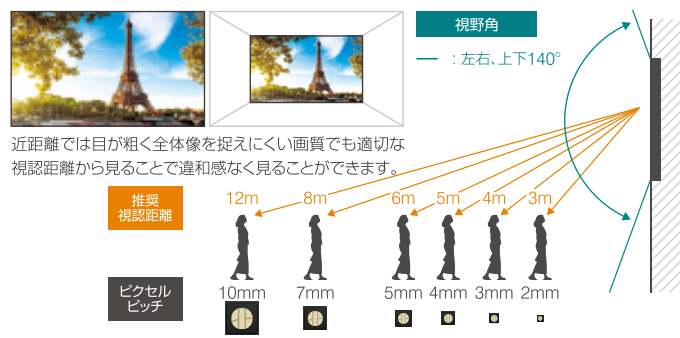 近距離では目が粗く全体像を捉えにくい画質でも適切な
視認距離から見ることで違和感なく見ることができます。
視野角
：左右、上下140°
推奨
視認距離
12m 8m 6m 5m 4m 3m
ピクセル
ピッチ
10mm 7mm 5mm 4mm 3mm 2mm